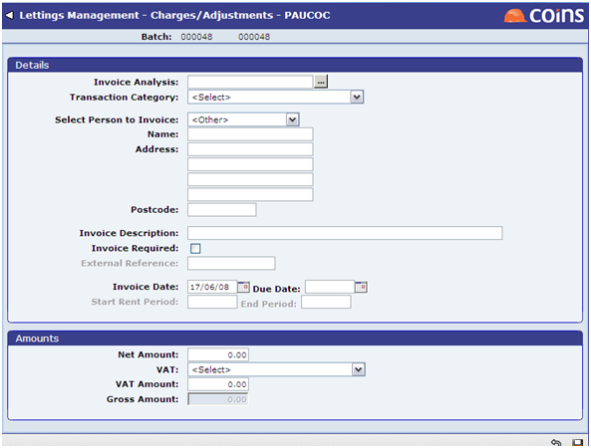 Lettings Management - Charges/Adjustments - PAUCOC
COINS
Batch: 000048 000048
Details
Invoice Analysis: ...
Transaction Category: <Select>
Select Person to Invoice: <Other>
Name:
Address:
Postcode:
Invoice Description:
Invoice Required:
External Reference:
Invoice Date: 17/06/08 Due Date:
Start Rent Period: End Period:
Amounts
Net Amount: 0.00
VAT: <Select>
VAT Amount: 0.00
Gross Amount: 0.00